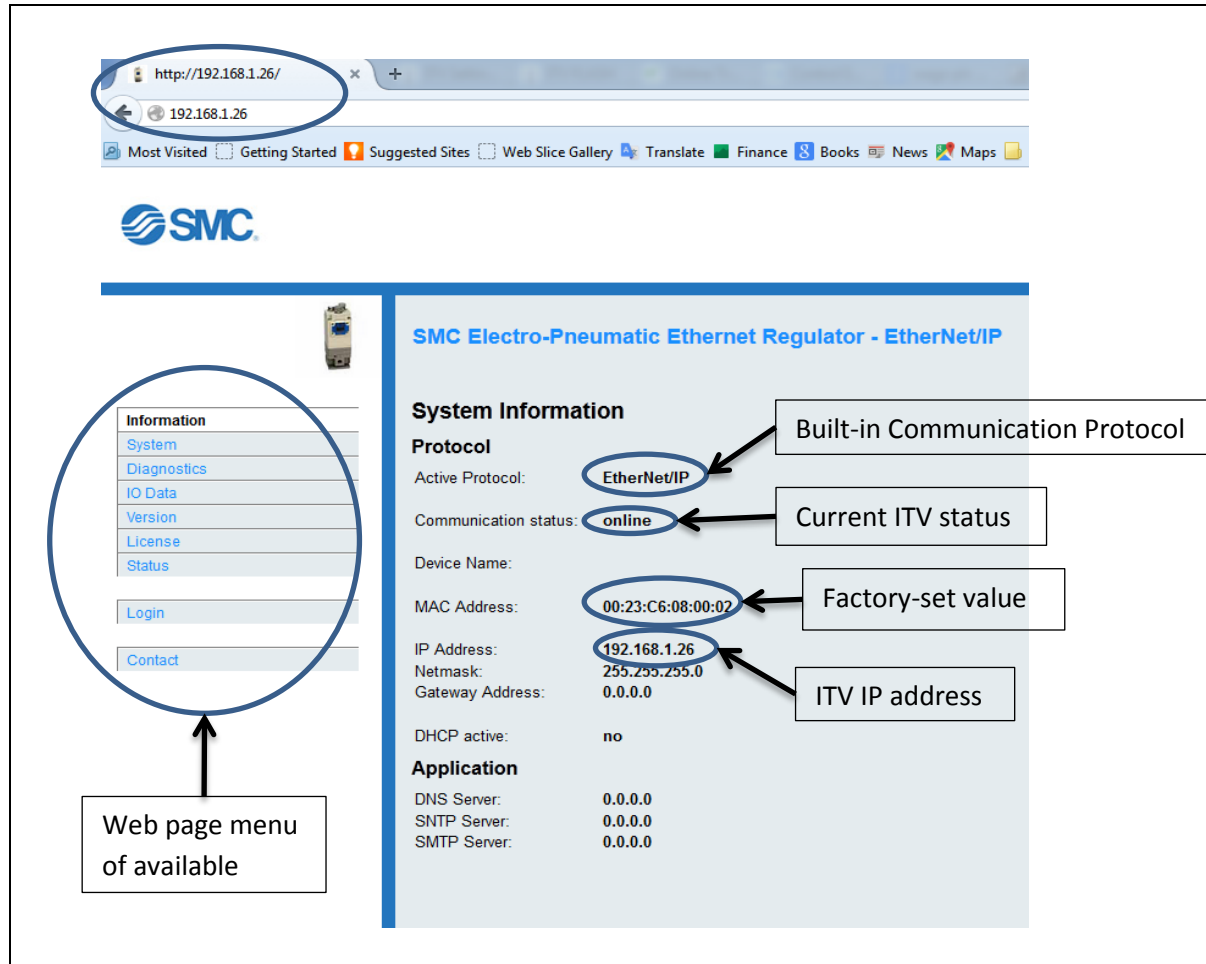 http://192.168.1.26/
192.168.1.26
Most Visited Getting Started Suggested Sites Web Slice Gallery Translate Finance Books News Maps
SMC
SMC Electro-Pneumatic Ethernet Regulator - EtherNet/IP
Information
System
Diagnostics
IO Data
Version
License
Status
Login
Contact
System Information
Protocol
Active Protocol: EtherNet/IP
Communication status: online
Device Name:
MAC Address: 00:23:C6:08:00:02
IP Address: 192.168.1.26
Netmask: 255.255.255.0
Gateway Address: 0.0.0.0
DHCP active: no
Application
DNS Server: 0.0.0.0
SNTP Server: 0.0.0.0
SMTP Server: 0.0.0.0
Built-in Communication Protocol
Current ITV status
Factory-set value
ITV IP address
Web page menu
of available